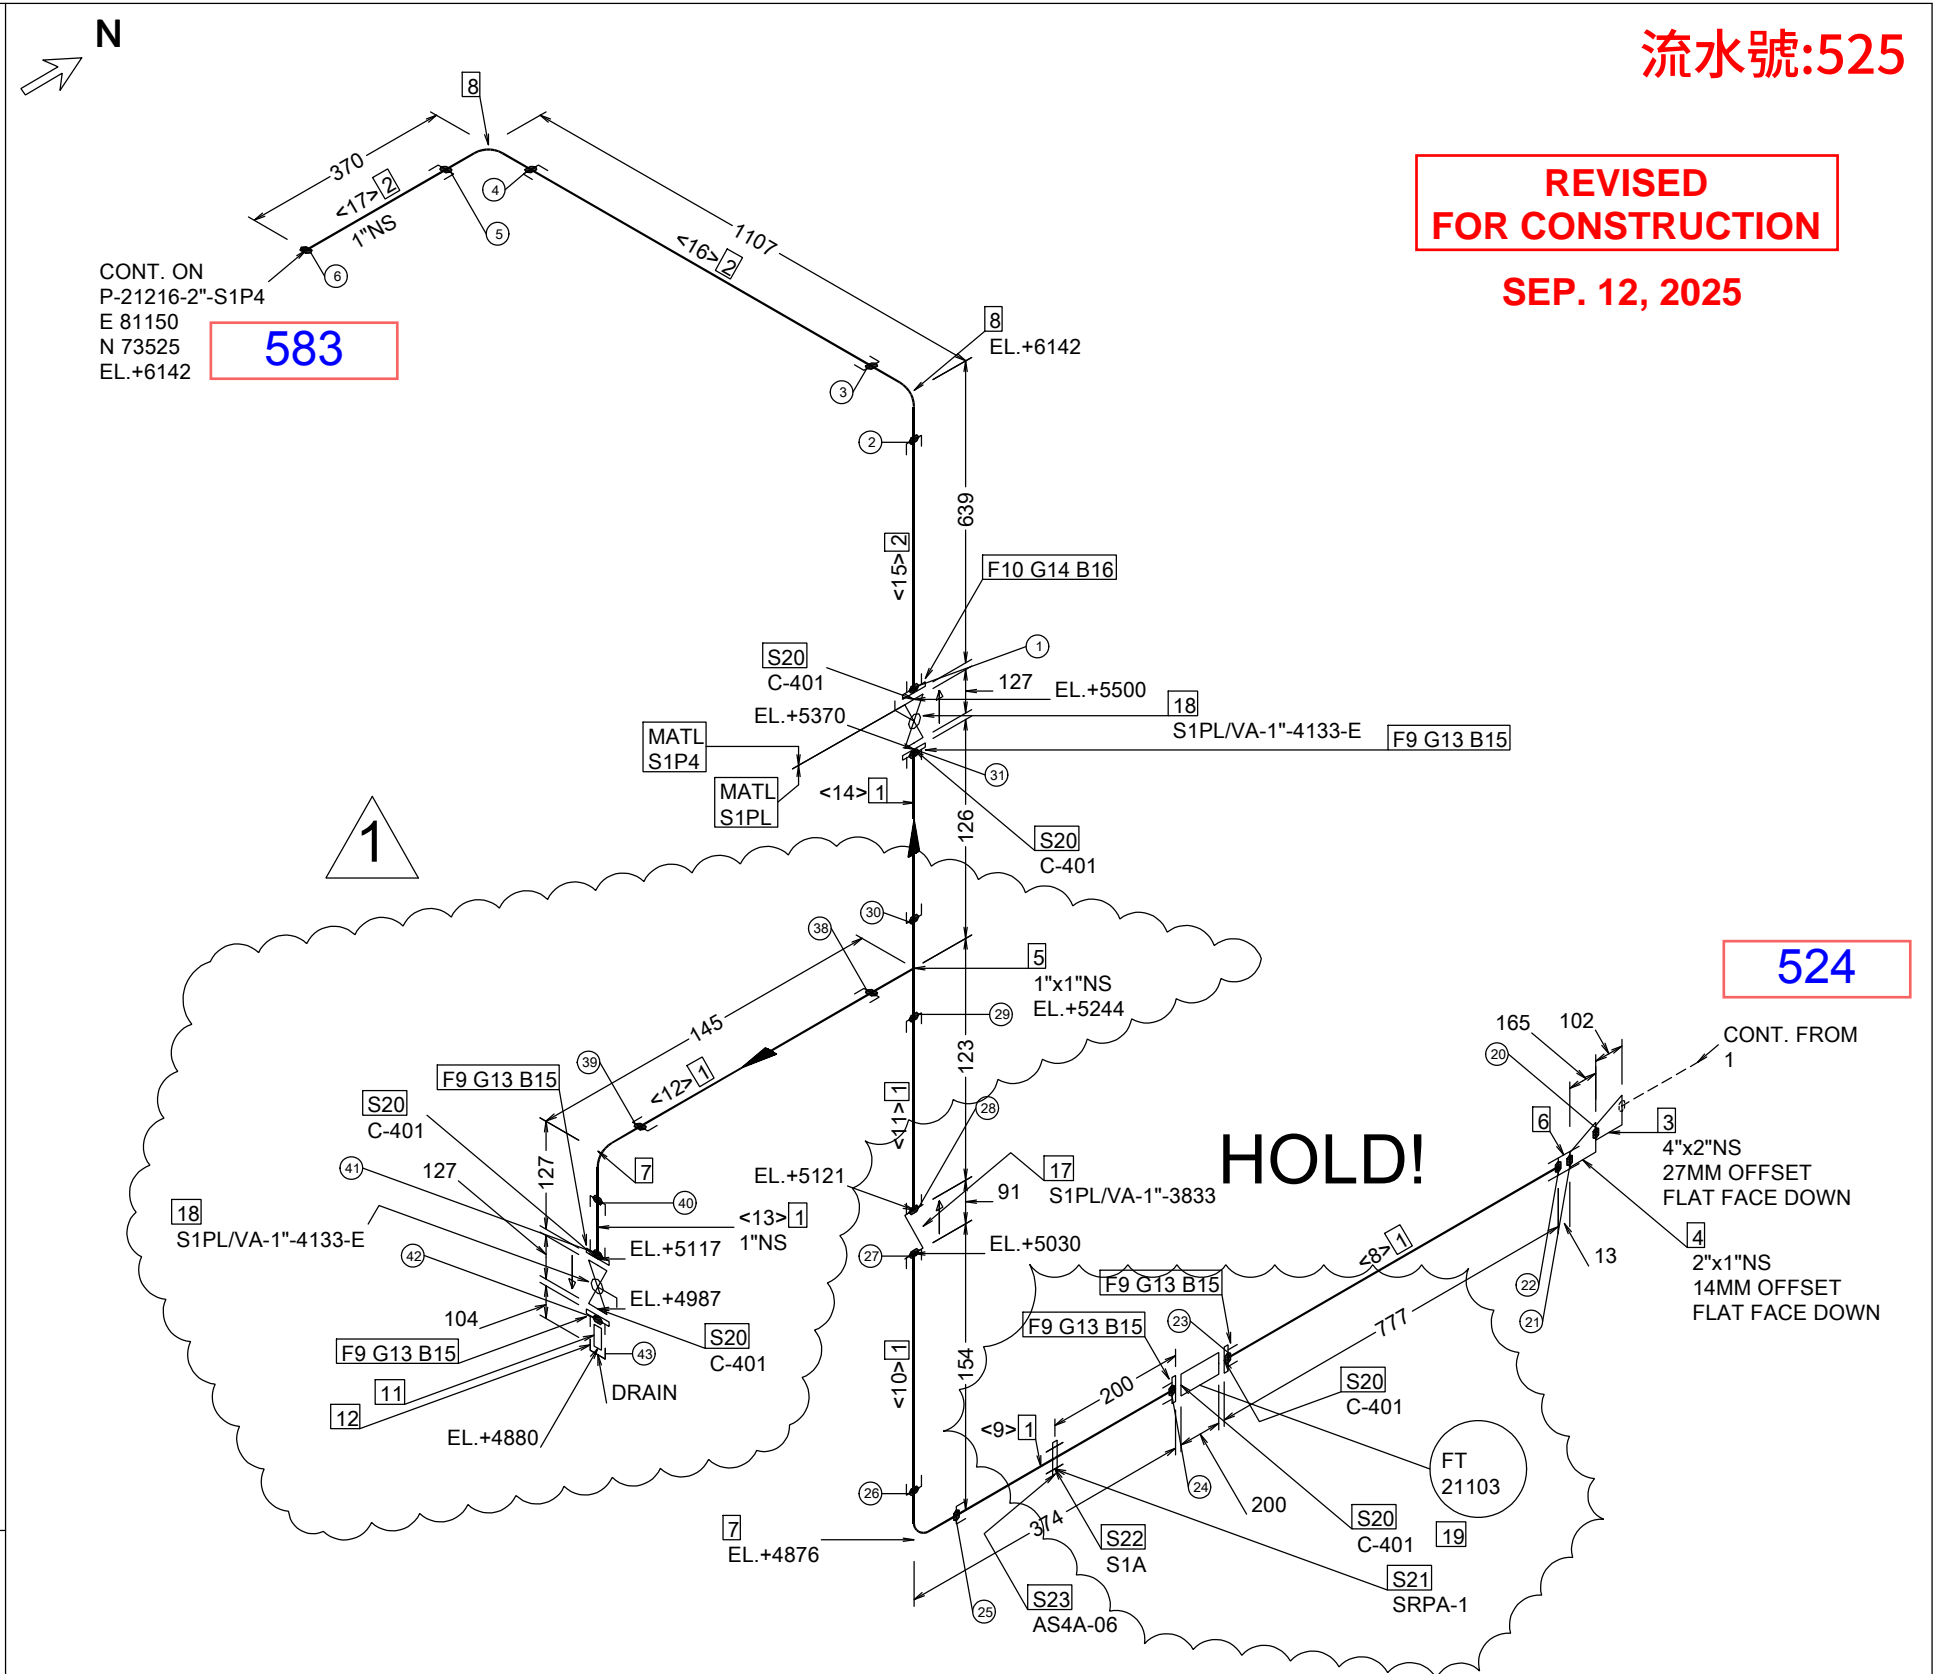 N
流水號:525
REVISED
FOR CONSTRUCTION
SEP. 12, 2025
8
370
<17> 2
1"NS
4
5
6
1107
<16> 2
CONT. ON
P-21216-2"-S1P4
E 81150
N 73525
EL.+6142
583
8
EL.+6142
3
2
639
<15> 2
F10 G14 B16
1
S20
C-401
127
EL.+5500
EL.+5370
18
S1PL/VA-1"-4133-E
F9 G13 B15
MATL
S1P4
MATL
S1PL
31
<14> 1
126
S20
C-401
1
30
38
5
1"x1"NS
EL.+5244
29
145
123
39
<12> 1
F9 G13 B15
S20
C-401
<11> 1
28
41
127
127
7
40
EL.+5121
17
S1PL/VA-1"-3833
91
18
S1PL/VA-1"-4133-E
<13> 1
1"NS
42
EL.+5117
27
EL.+5030
EL.+4987
104
F9 G13 B15
S20
C-401
43
11
12
DRAIN
EL.+4880
<10> 1
154
26
7
EL.+4876
HOLD!
524
165
102
20
CONT. FROM
1
6
3
4"x2"NS
27MM OFFSET
FLAT FACE DOWN
4
2"x1"NS
14MM OFFSET
FLAT FACE DOWN
13
22
21
<8> 1
777
F9 G13 B15
F9 G13 B15
23
200
<9> 1
S20
C-401
FT
21103
24
200
S20
C-401
19
374
S22
S1A
S21
SRPA-1
S23
AS4A-06
25